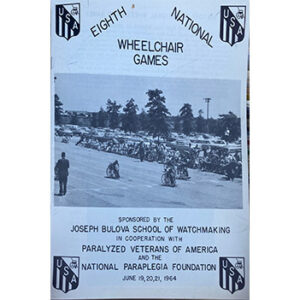 USA
EIGHTH NATIONAL
USA
WHEELCHAIR
GAMES
SPONSORED BY THE
JOSEPH BULOVA SCHOOL OF WATCHMAKING
IN COOPERATION WITH
PARALYZED VETERANS OF AMERICA
AND THE
NATIONAL PARAPLEGIA FOUNDATION
JUNE 19,20,21, 1964
USA
USA